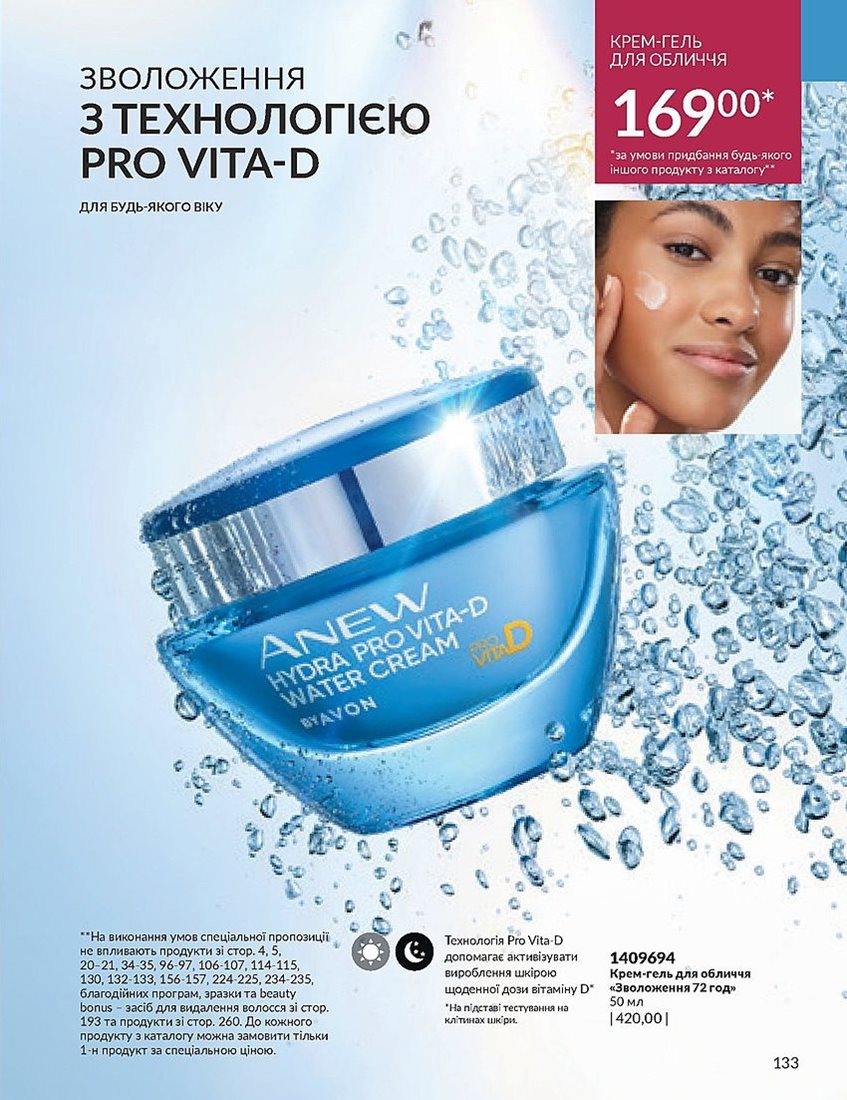 ЗВОЛОЖЕННЯ
З ТЕХНОЛОГІЄЮ
PRO VITA-D
ДЛЯ БУДЬ-ЯКОГО ВІКУ
КРЕМ-ГЕЛЬ
ДЛЯ ОБЛИЧЧЯ
16900*
*за умови придбання будь-якого
іншого продукту з каталогу**
ANEW
HYDRA PRO VITA-D
WATER CREAM
PRO
VITA D
BY AVON
**На виконання умов спеціальної пропозиції
не впливають продукти зі стор. 4, 5,
20–21, 34-35, 96-97, 106-107, 114-115,
130, 132-133, 156-157, 224-225, 234-235,
благодійних програм, зразки та beauty
bonus – засіб для видалення волосся зі стор.
193 та продукти зі стор. 260. До кожного
продукту з каталогу можна замовити тільки
1-н продукт за спеціальною ціною.
Технологія Pro Vita-D
допомагає активізувати
вироблення шкірою
щоденної дози вітаміну D*
*На підставі тестування на
клітинах шкіри.
1409694
Крем-гель для обличчя
«Зволоження 72 год»
50 мл
| 420,00 |
133